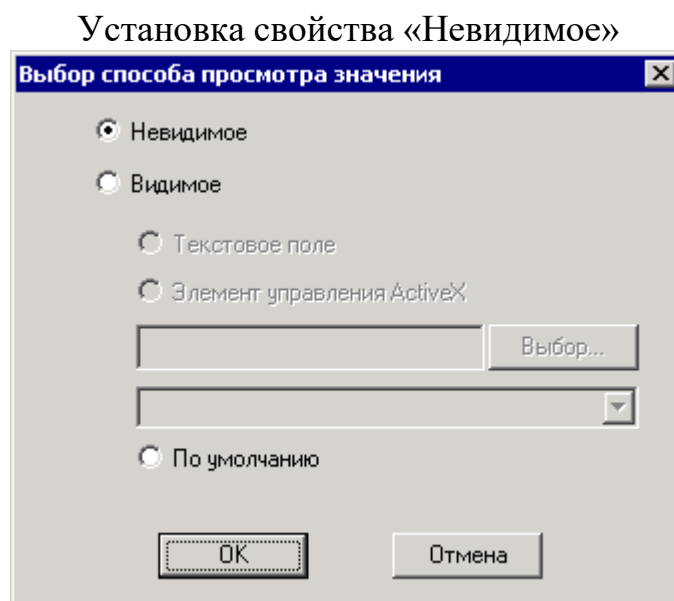 Установка свойства «Невидимое»
Выбор способа просмотра значения
Невидимое
Видимое
Текстовое поле
Элемент управления ActiveX
Выбор...
По умолчанию
OK
Отмена